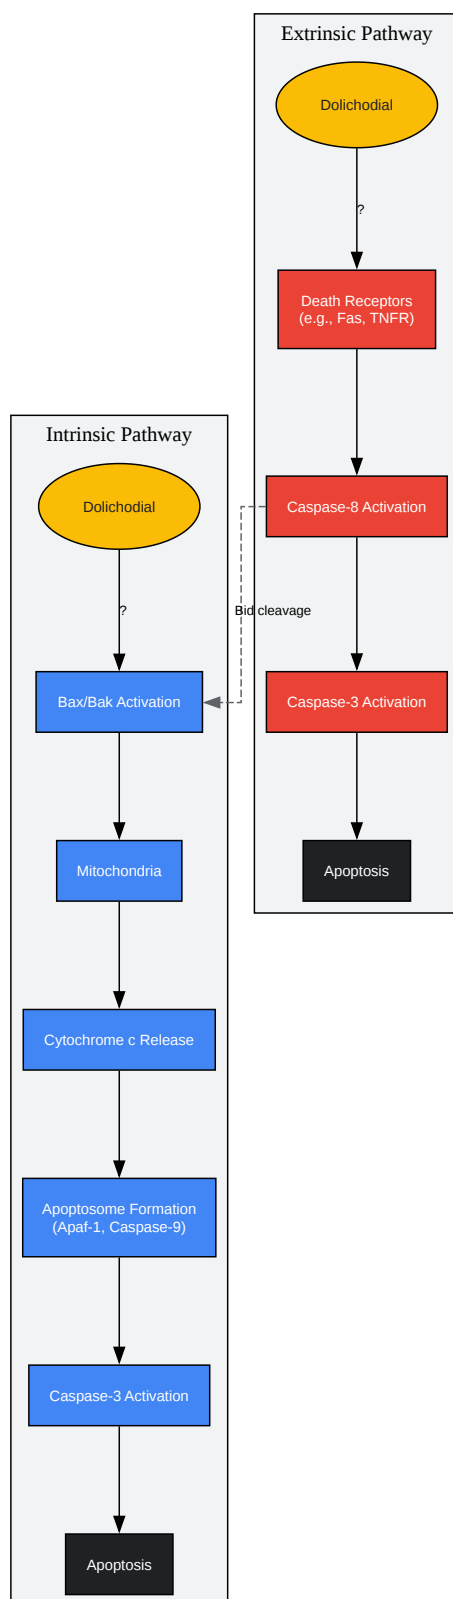 Extrinsic Pathway
Dolichodial
?
Death Receptors
(e.g., Fas, TNFR)
Caspase-8 Activation
Bid cleavage
Caspase-3 Activation
Apoptosis
Intrinsic Pathway
Dolichodial
?
Bax/Bak Activation
Mitochondria
Cytochrome c Release
Apoptosome Formation
(Apaf-1, Caspase-9)
Caspase-3 Activation
Apoptosis